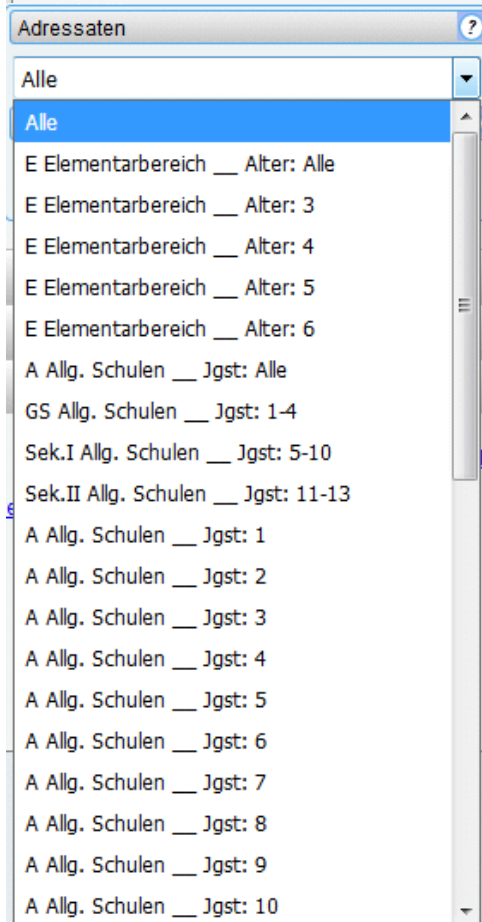 Adressaten
?
Alle
Alle
E Elementarbereich __ Alter: Alle
E Elementarbereich __ Alter: 3
E Elementarbereich __ Alter: 4
E Elementarbereich __ Alter: 5
E Elementarbereich __ Alter: 6
A Allg. Schulen __ Jgst: Alle
GS Allg. Schulen __ Jgst: 1-4
Sek.I Allg. Schulen __ Jgst: 5-10
Sek.II Allg. Schulen __ Jgst: 11-13
A Allg. Schulen __ Jgst: 1
A Allg. Schulen __ Jgst: 2
A Allg. Schulen __ Jgst: 3
A Allg. Schulen __ Jgst: 4
A Allg. Schulen __ Jgst: 5
A Allg. Schulen __ Jgst: 6
A Allg. Schulen __ Jgst: 7
A Allg. Schulen __ Jgst: 8
A Allg. Schulen __ Jgst: 9
A Allg. Schulen __ Jgst: 10